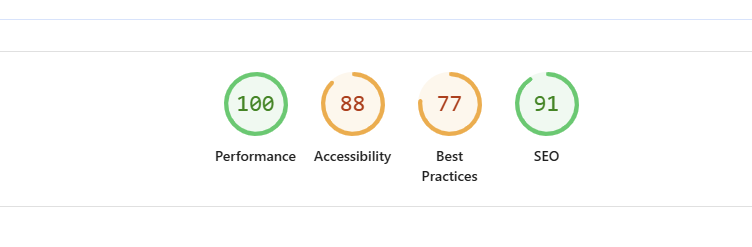 100 88 77 91
Performance Accessibility Best SEO
Practices